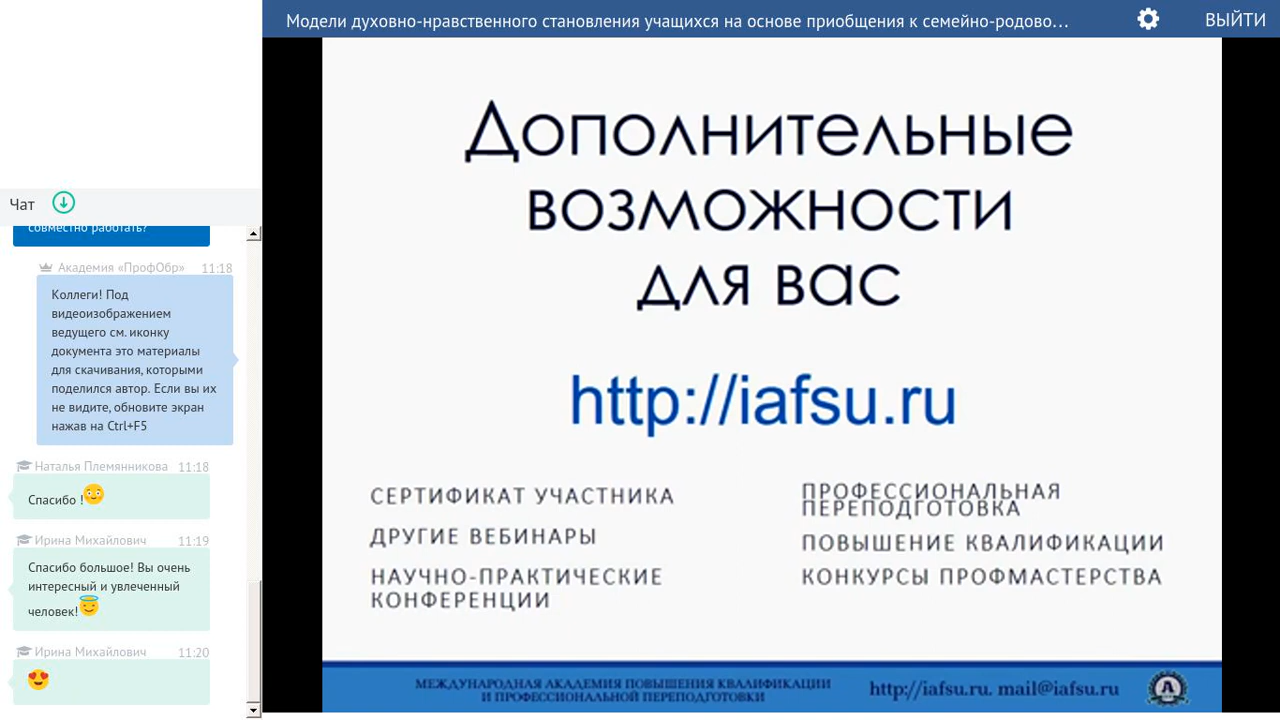 Модели духовно-нравственного становления учащихся на основе приобщения к семейно-родово...
ВЫЙТИ
Чат
совместно работать?
Академия «ПрофОбр» 11:18
Коллеги! Под
видеоизображением
ведущего см. иконку
документа это материалы
для скачивания, которыми
поделился автор. Если вы их
не видите, обновите экран
нажав на Ctrl+F5
Наталья Племянникова 11:18
Спасибо !
Ирина Михайлович 11:19
Спасибо большое! Вы очень
интересный и увлеченный
человек!
Ирина Михайлович 11:20
Дополнительные
возможности
для вас
http://iafsu.ru
СЕРТИФИКАТ УЧАСТНИКА
ДРУГИЕ ВЕБИНАРЫ
НАУЧНО-ПРАКТИЧЕСКИЕ
КОНФЕРЕНЦИИ
ПРОФЕССИОНАЛЬНАЯ
ПЕРЕПОДГОТОВКА
ПОВЫШЕНИЕ КВАЛИФИКАЦИИ
КОНКУРСЫ ПРОФМАСТЕРСТВА
МЕЖДУНАРОДНАЯ АКАДЕМИЯ ПОВЫШЕНИЯ КВАЛИФИКАЦИИ
И ПРОФЕССИОНАЛЬНОЙ ПЕРЕПОДГОТОВКИ
http://iafsu.ru. mail@iafsu.ru